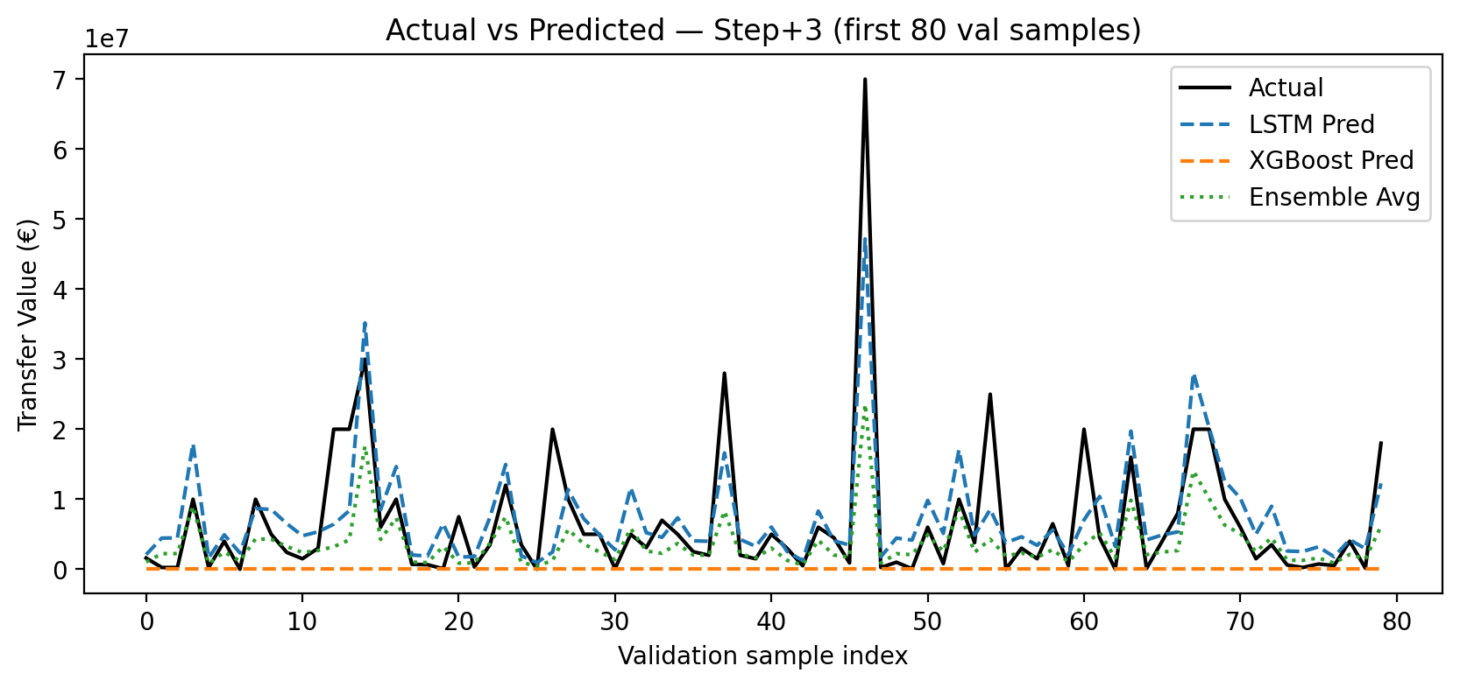 Actual vs Predicted — Step+3 (first 80 val samples)
1e7
7
6
5
4
3
2
1
0
Transfer Value (€)
Actual
LSTM Pred
XGBoost Pred
Ensemble Avg
0 10 20 30 40 50 60 70 80
Validation sample index